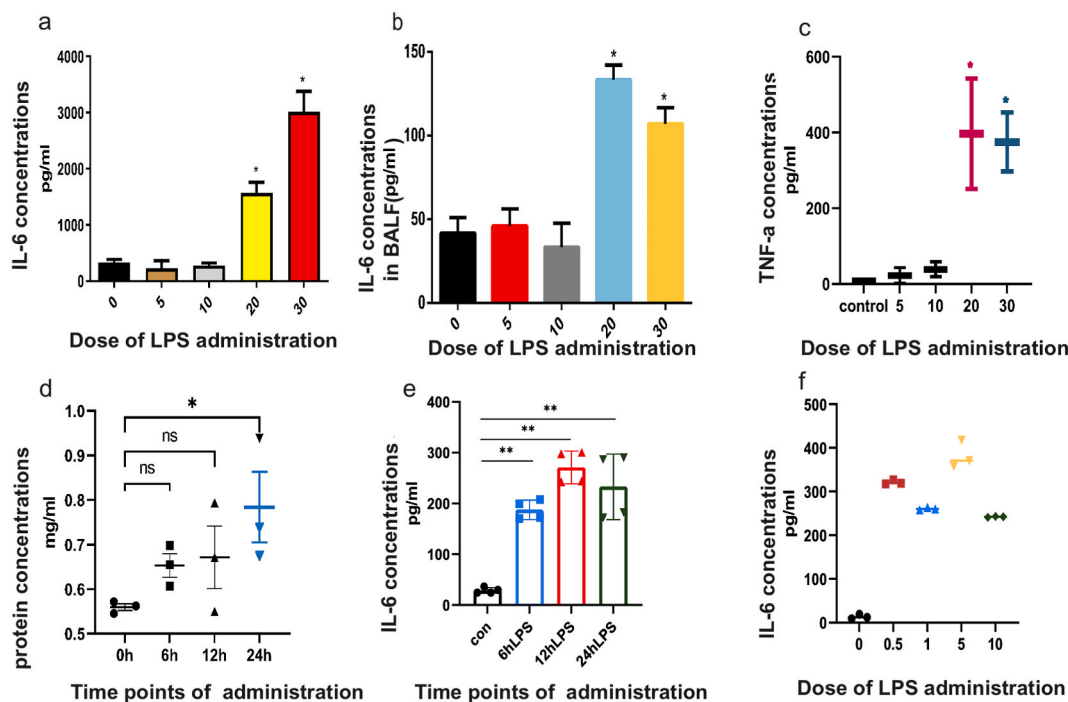 a
IL-6 concentrations
pg/ml
4000
3000
2000
1000
0
*
*
0 5 10 20 30
Dose of LPS administration
b
IL-6 concentrations
in BALF(pg/ml)
150
100
50
0
*
*
0 5 10 20 30
Dose of LPS administration
c
TNF-a concentrations
pg/ml
600
400
200
0
*
*
control 5 10 20 30
Dose of LPS administration
d
protein concentrations
mg/ml
1.0
0.9
0.8
0.7
0.6
0.5
*
ns
ns
0h 6h 12h 24h
Time points of administration
e
IL-6 concentrations
pg/ml
400
300
200
100
0
**
**
**
con 6hLPS 12hLPS 24hLPS
Time points of administration
f
IL-6 concentrations
pg/ml
500
400
300
200
100
0
0 0.5 1 5 10
Dose of LPS administration